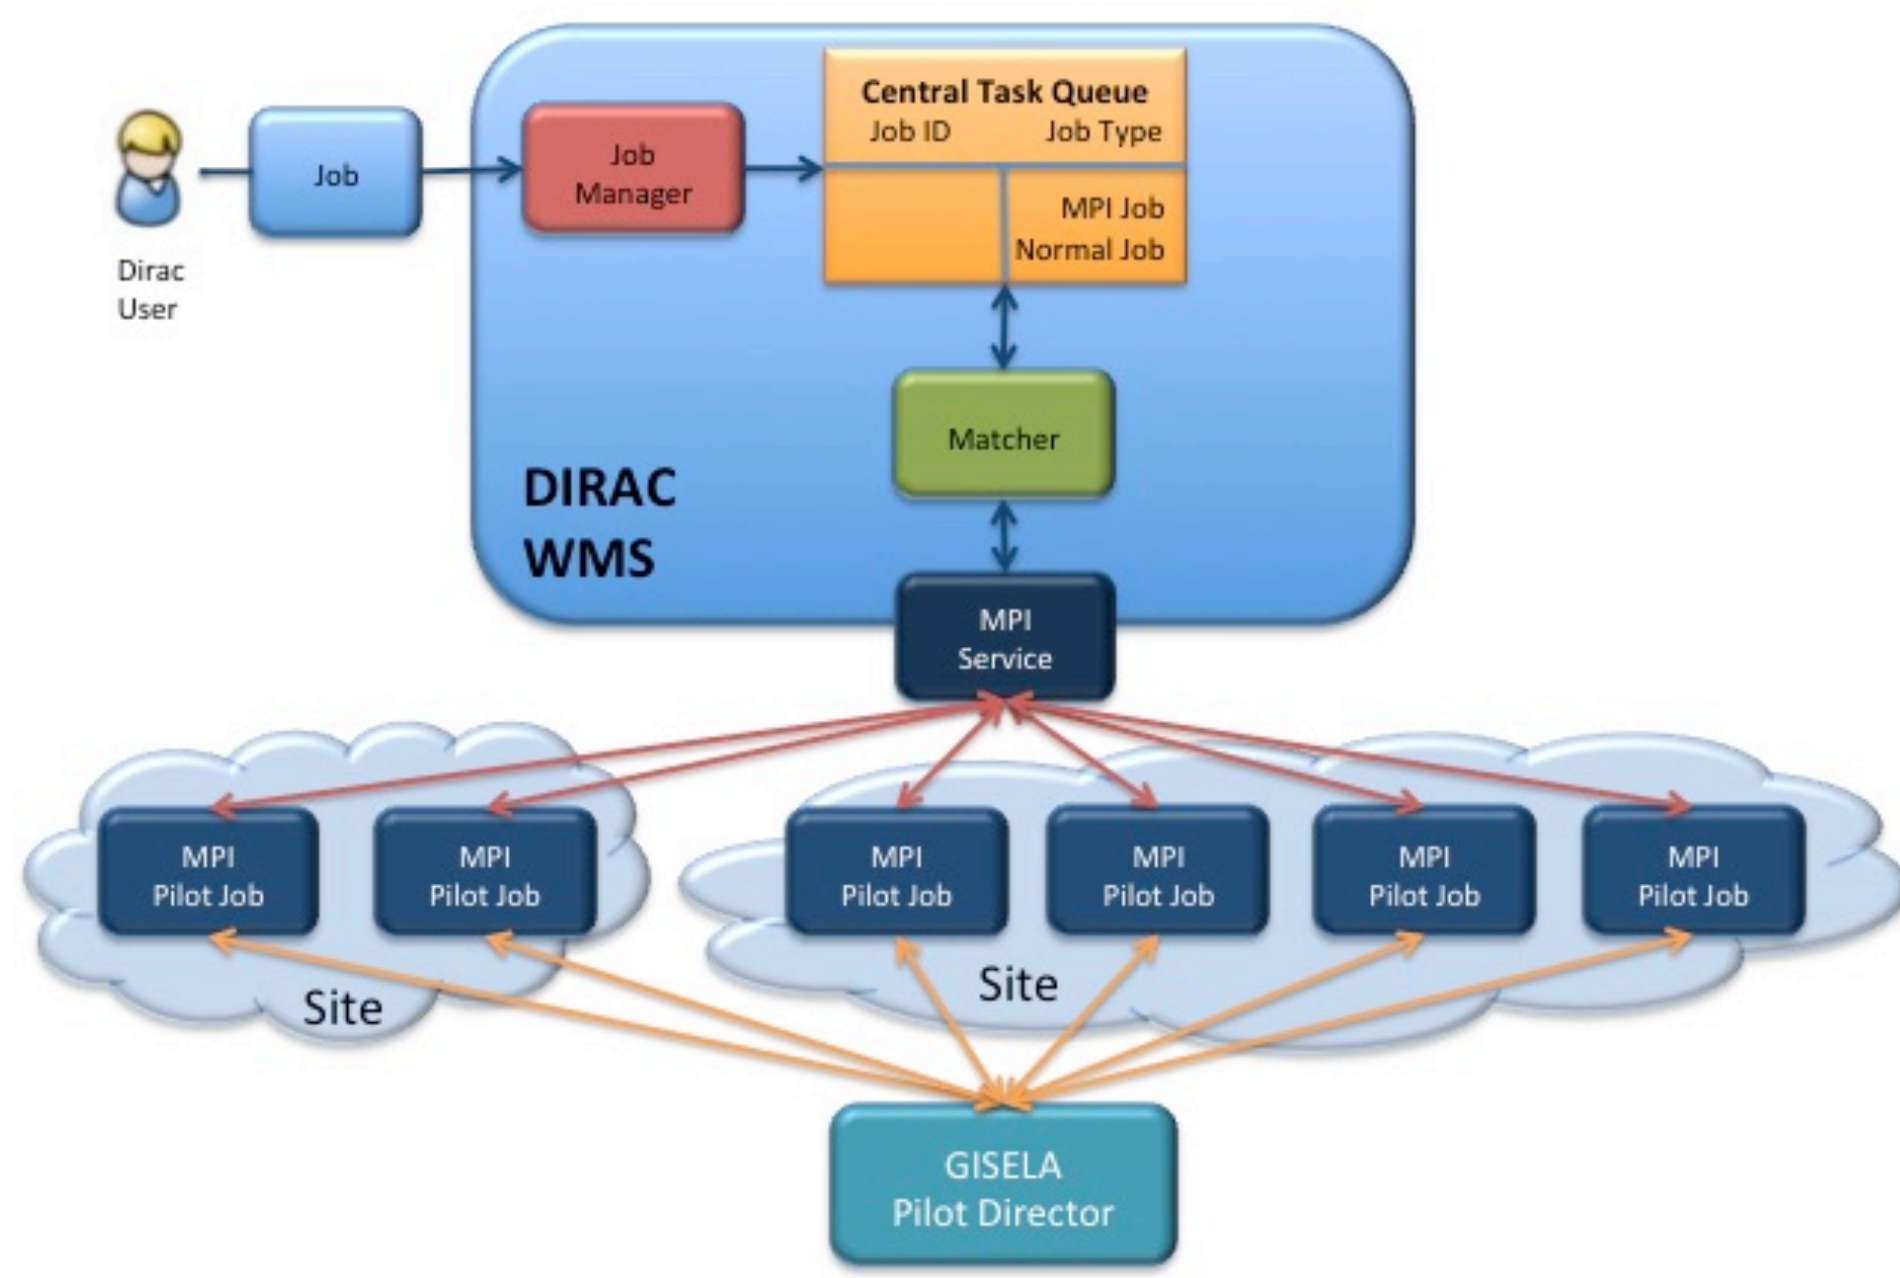 Dirac
User
Job
Job
Manager
Central Task Queue
Job ID Job Type
MPI Job
Normal Job
Matcher
DIRAC
WMS
MPI
Service
MPI
Pilot Job
MPI
Pilot Job
MPI
Pilot Job
MPI
Pilot Job
MPI
Pilot Job
MPI
Pilot Job
Site
Site
GISELA
Pilot Director